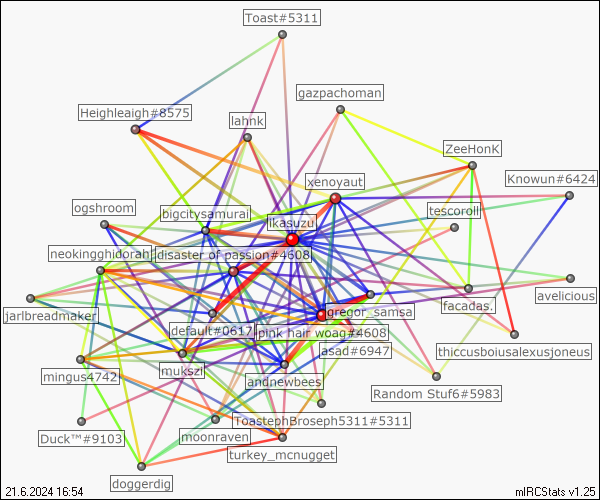 Toast#5311
gazpachoman
Heighleaigh#8575
lahnk
ZeeHonK
xenoyaut
Knowun#6424
ogshroom
bigcitysamurai
tescoroll
ikasuzu
neokingghidorah
disaster of passion#4608
avelicious
jarlbreadmaker
gregor_samsa
facadas.
default#0617
pink hair woag#4608
asad#6947
thiccusboiusalexusjoneus
mukszi
mingus4742
andnewbees
Random Stuf6#5983
ToastephBroseph5311#5311
Duck™#9103
moonraven
turkey_mcnugget
doggerdig
21.6.2024 16:54
mIRCStats v1.25